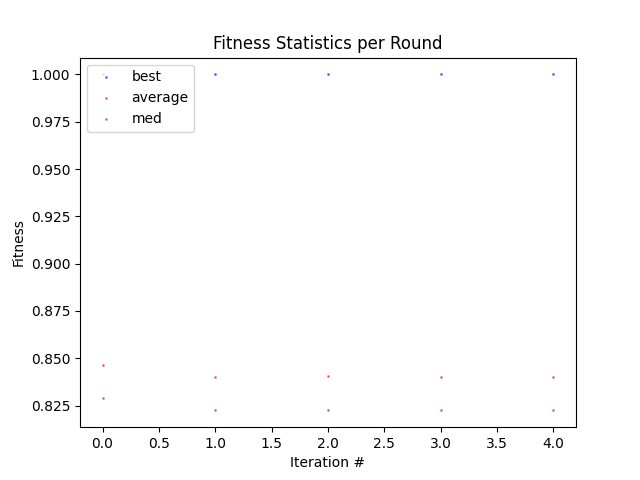 Fitness Statistics per Round
best
average
med
1.000
0.975
0.950
0.925
0.900
0.875
0.850
0.825
Fitness
0.0 0.5 1.0 1.5 2.0 2.5 3.0 3.5 4.0
Iteration #